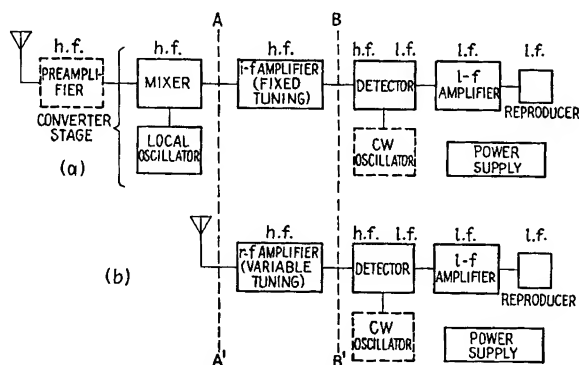 A
B
h.f.
h.f.
h.f.
h.f.
l.f.
l.f.
l.f.
PREAMPLI-
FIER
MIXER
i-f AMPLIFIER
(FIXED
TUNING)
DETECTOR
l-f
AMPLIFIER
REPRODUCER
CONVERTER
STAGE
LOCAL
OSCILLATOR
CW
OSCILLATOR
POWER
SUPPLY
(a)
h.f.
h.f.
l.f.
l.f.
l.f.
r-f AMPLIFIER
(VARIABLE
TUNING)
DETECTOR
l-f
AMPLIFIER
REPRODUCER
(b)
CW
OSCILLATOR
POWER
SUPPLY
A'
B'